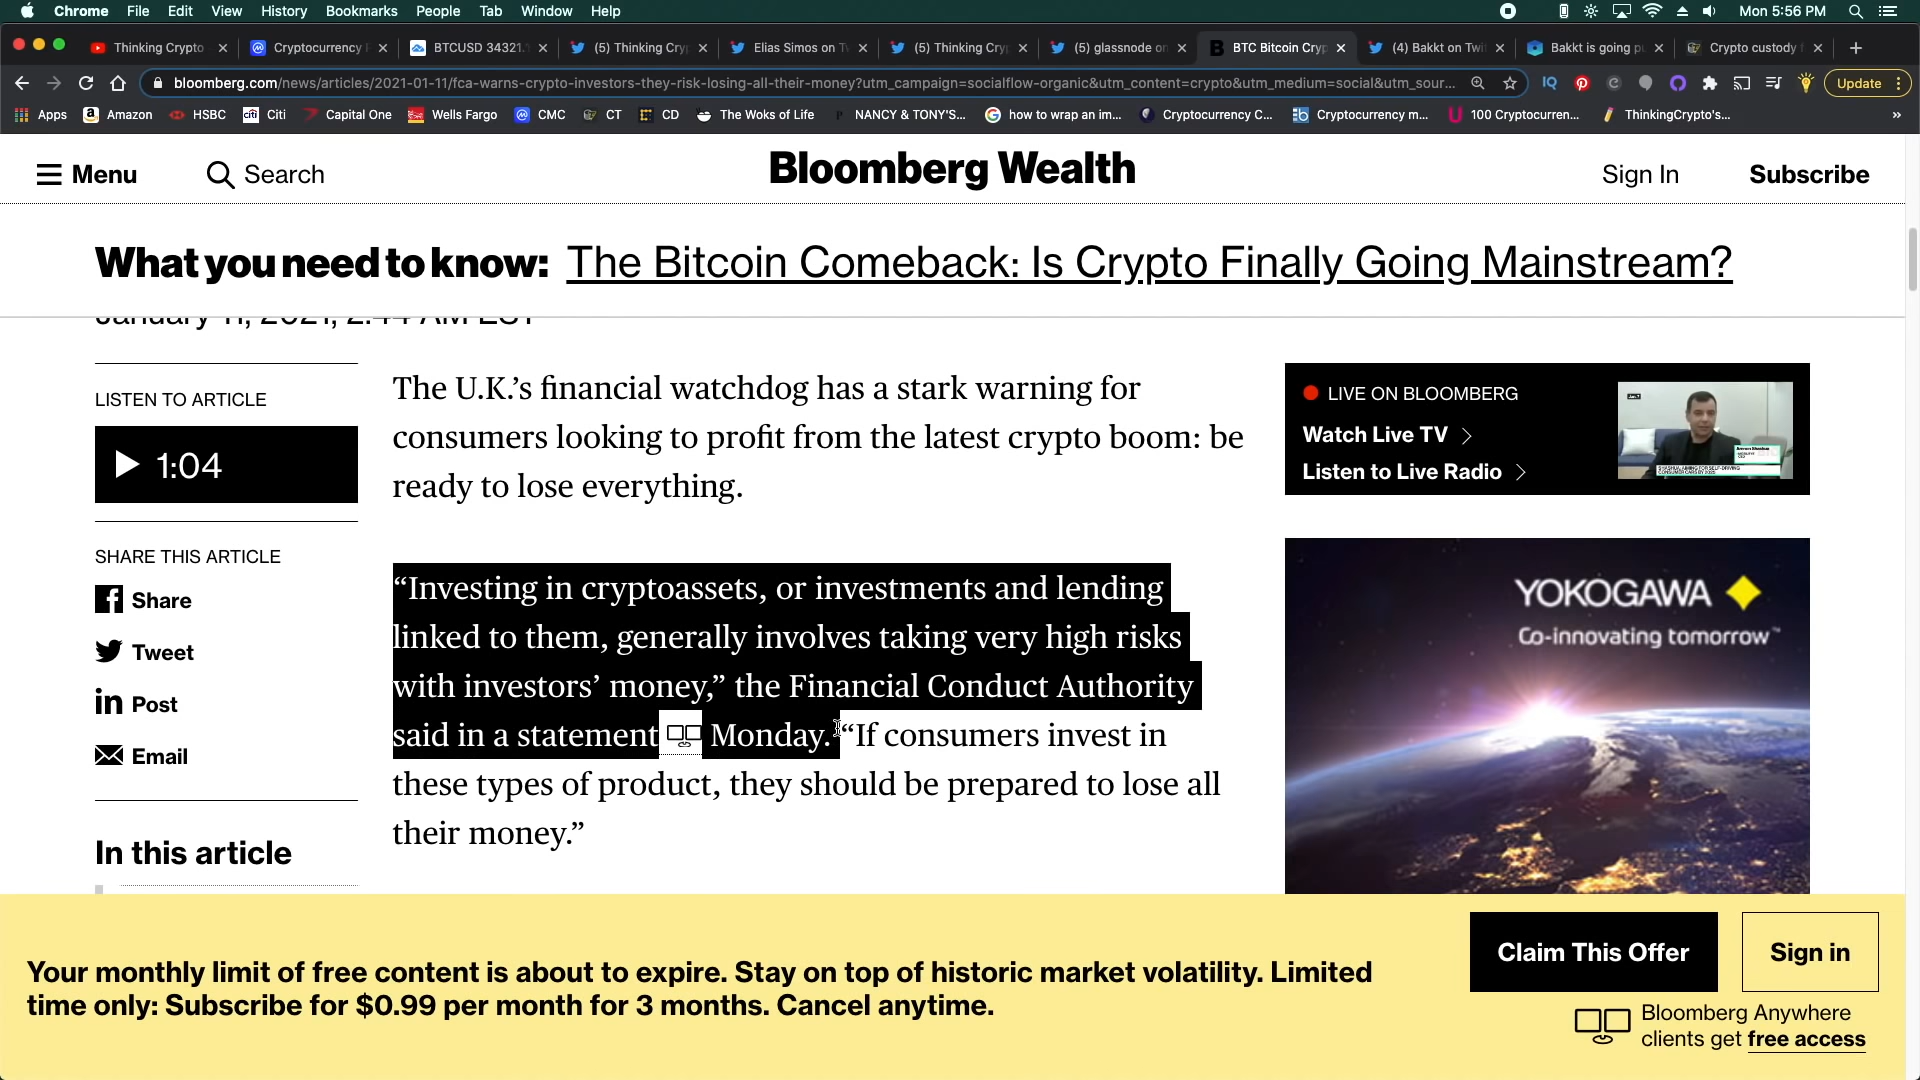 Chrome File Edit View History Bookmarks People Tab Window Help Mon 5:56 PM
Thinking Crypto Cryptocurrency P BTCUSD 34321. (5) Thinking Cry Elias Simos on Tw (5) Thinking Cry (5) glassnode on BTC Bitcoin Cryp (4) Bakkt on Twit Bakkt is going pu Crypto custody f
bloomberg.com/news/articles/2021-01-11/fca-warns-crypto-investors-they-risk-losing-all-their-money?utm_campaign=socialflow-organic&utm_content=crypto&utm_medium=social&utm_sour... Update
Apps Amazon HSBC Citi Capital One Wells Fargo CMC CT CD The Woks of Life NANCY & TONY'S... how to wrap an im... Cryptocurrency C... Cryptocurrency m... 100 Cryptocurren... ThinkingCrypto's... »
Menu Search Bloomberg Wealth Sign In Subscribe
What you need to know: The Bitcoin Comeback: Is Crypto Finally Going Mainstream?
January 11, 2021, 2:44 AM EST
LISTEN TO ARTICLE
1:04
SHARE THIS ARTICLE
Share
Tweet
Post
Email
In this article
The U.K.’s financial watchdog has a stark warning for
consumers looking to profit from the latest crypto boom: be
ready to lose everything.
“Investing in cryptoassets, or investments and lending
linked to them, generally involves taking very high risks
with investors’ money,” the Financial Conduct Authority
said in a statement Monday. “If consumers invest in
these types of product, they should be prepared to lose all
their money.”
LIVE ON BLOOMBERG
Watch Live TV
Listen to Live Radio
YOKOGAWA
Co-innovating tomorrow™
Your monthly limit of free content is about to expire. Stay on top of historic market volatility. Limited
time only: Subscribe for $0.99 per month for 3 months. Cancel anytime.
Claim This Offer
Sign in
Bloomberg Anywhere
clients get free access